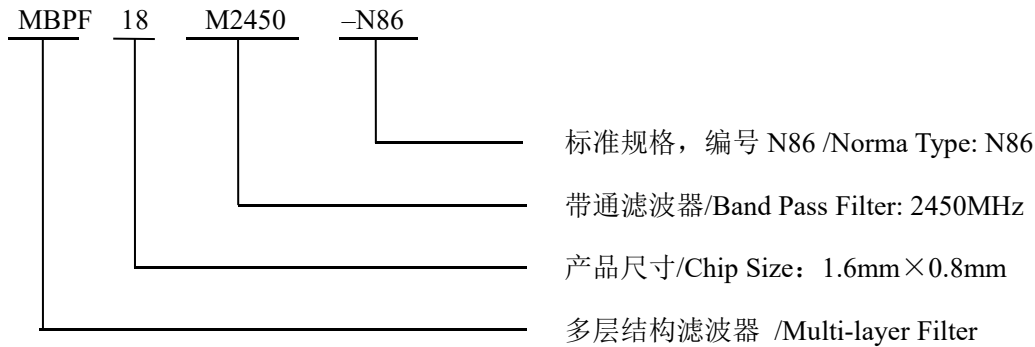 MBPF 18 M2450 –N86
标准规格，编号 N86 /Norma Type: N86
带通滤波器/Band Pass Filter: 2450MHz
产品尺寸/Chip Size：1.6mm×0.8mm
多层结构滤波器 /Multi-layer Filter